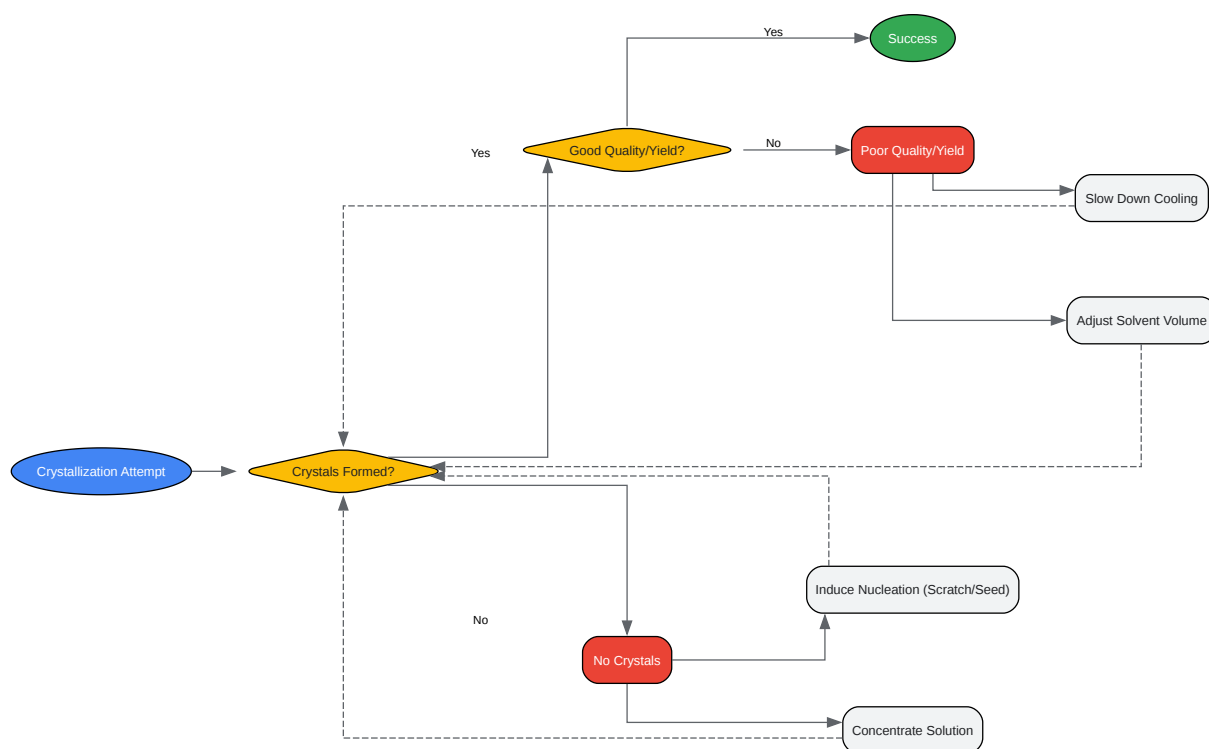 Yes
Success
Good Quality/Yield?
No
Poor Quality/Yield
Yes
Slow Down Cooling
Adjust Solvent Volume
Crystallization Attempt
Crystals Formed?
Induce Nucleation (Scratch/Seed)
No
No Crystals
Concentrate Solution